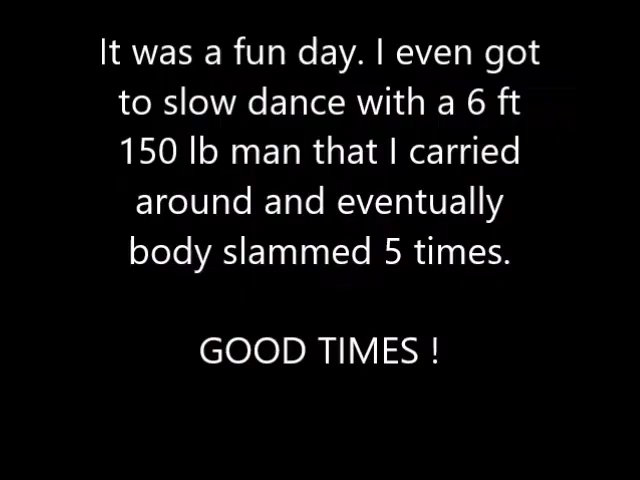 It was a fun day. I even got
to slow dance with a 6 ft
150 lb man that I carried
around and eventually
body slammed 5 times.
GOOD TIMES !